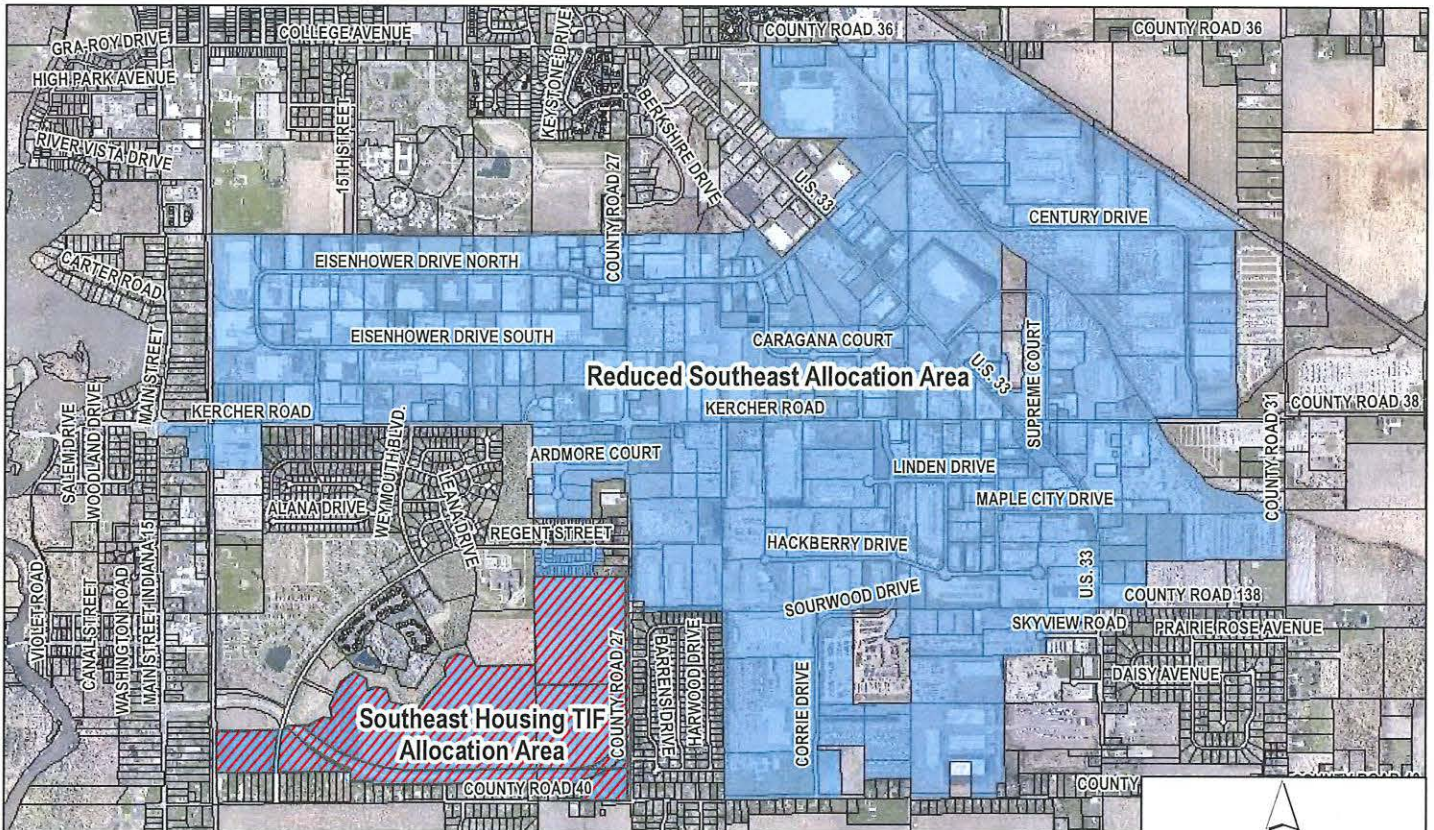 GRA-ROY DRIVE
COLLEGE AVENUE
KEYSTONE DRIVE
COUNTY ROAD 36
COUNTY ROAD 36
HIGH PARK AVENUE
RIVER VISTA DRIVE
15TH STREET
BERKSHIRE DRIVE
U.S. 33
COUNTY ROAD 27
CENTURY DRIVE
CARTER ROAD
EISENHOWER DRIVE NORTH
EISENHOWER DRIVE SOUTH
CARAGANA COURT
MAIN STREET
Reduced Southeast Allocation Area
U.S. 33
SUPREME COURT
SALEM DRIVE
WOODLAND DRIVE
KERCHER ROAD
KERCHER ROAD
COUNTY ROAD 31
COUNTY ROAD 38
WEYMOUTH BLVD.
LEANA DRIVE
ARDMORE COURT
LINDEN DRIVE
MAPLE CITY DRIVE
ALANA DRIVE
REGENT STREET
HACKBERRY DRIVE
U.S. 33
VIOLET ROAD
CANAL STREET
WASHINGTON ROAD
MAIN STREET INDIANA 15
SOURWOOD DRIVE
COUNTY ROAD 138
SKYVIEW ROAD
PRAIRIE ROSE AVENUE
DAISY AVENUE
COUNTY ROAD 27
BARRENS DRIVE
HARWOOD DRIVE
CORRIE DRIVE
Southeast Housing TIF
Allocation Area
COUNTY ROAD 40
COUNTY